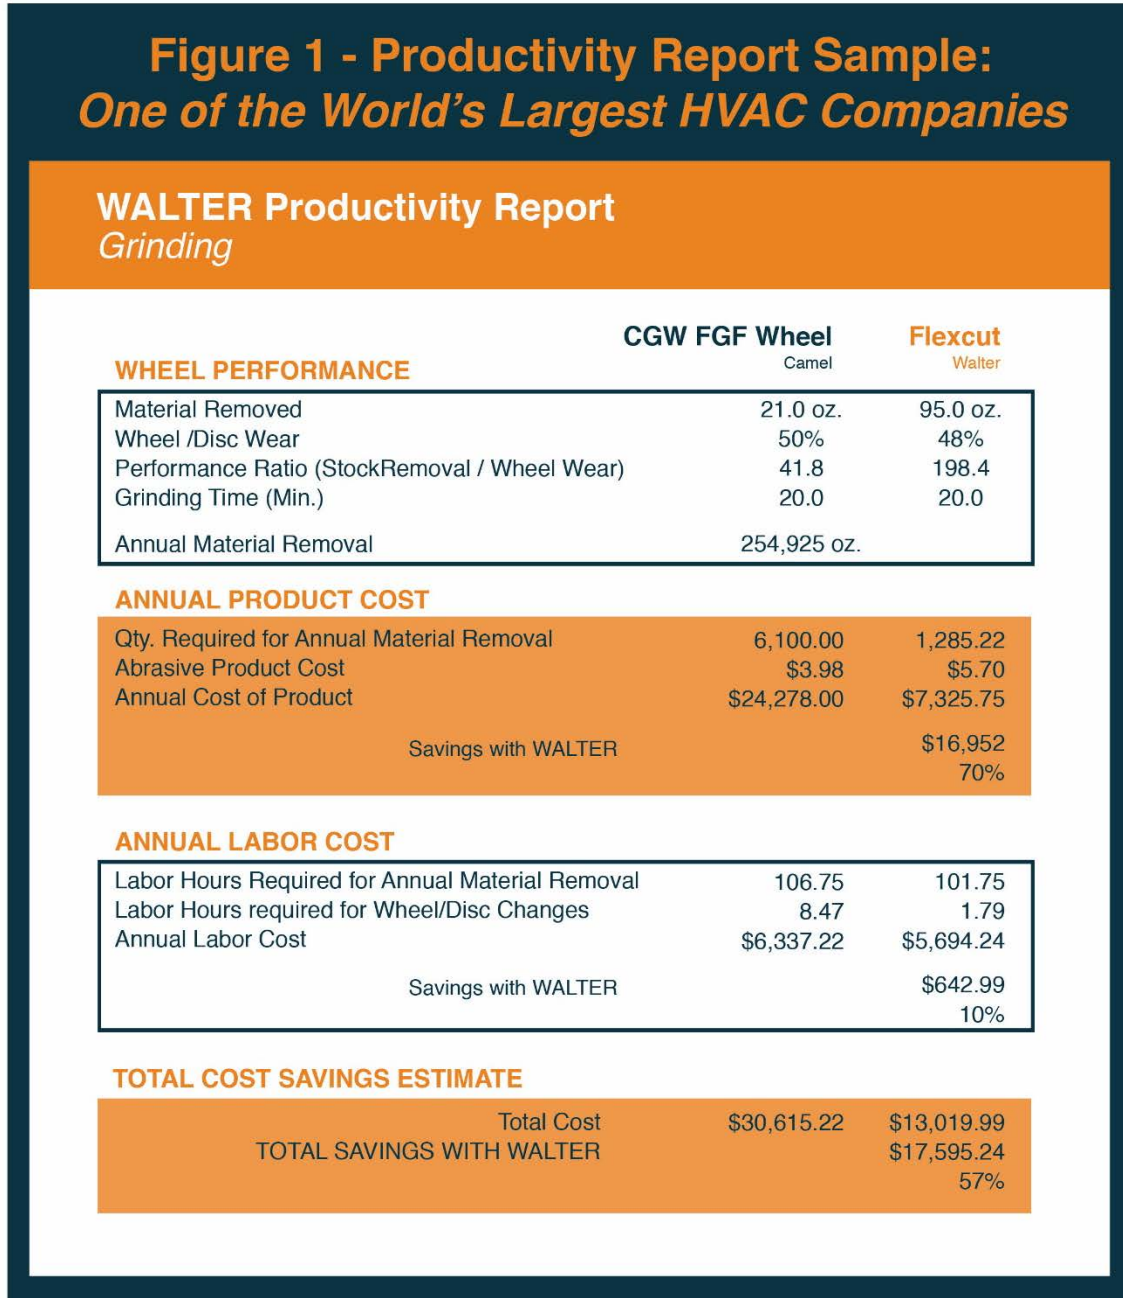 Figure 1 - Productivity Report Sample:
One of the World's Largest HVAC Companies
WALTER Productivity Report
Grinding
CGW FGF Wheel Flexcut
Camel Walter
WHEEL PERFORMANCE
Material Removed 21.0 oz. 95.0 oz.
Wheel /Disc Wear 50% 48%
Performance Ratio (StockRemoval / Wheel Wear) 41.8 198.4
Grinding Time (Min.) 20.0 20.0
Annual Material Removal 254,925 oz.
ANNUAL PRODUCT COST
Qty. Required for Annual Material Removal 6,100.00 1,285.22
Abrasive Product Cost $3.98 $5.70
Annual Cost of Product $24,278.00 $7,325.75
Savings with WALTER $16,952
70%
ANNUAL LABOR COST
Labor Hours Required for Annual Material Removal 106.75 101.75
Labor Hours required for Wheel/Disc Changes 8.47 1.79
Annual Labor Cost $6,337.22 $5,694.24
Savings with WALTER $642.99
10%
TOTAL COST SAVINGS ESTIMATE
Total Cost $30,615.22 $13,019.99
TOTAL SAVINGS WITH WALTER $17,595.24
57%